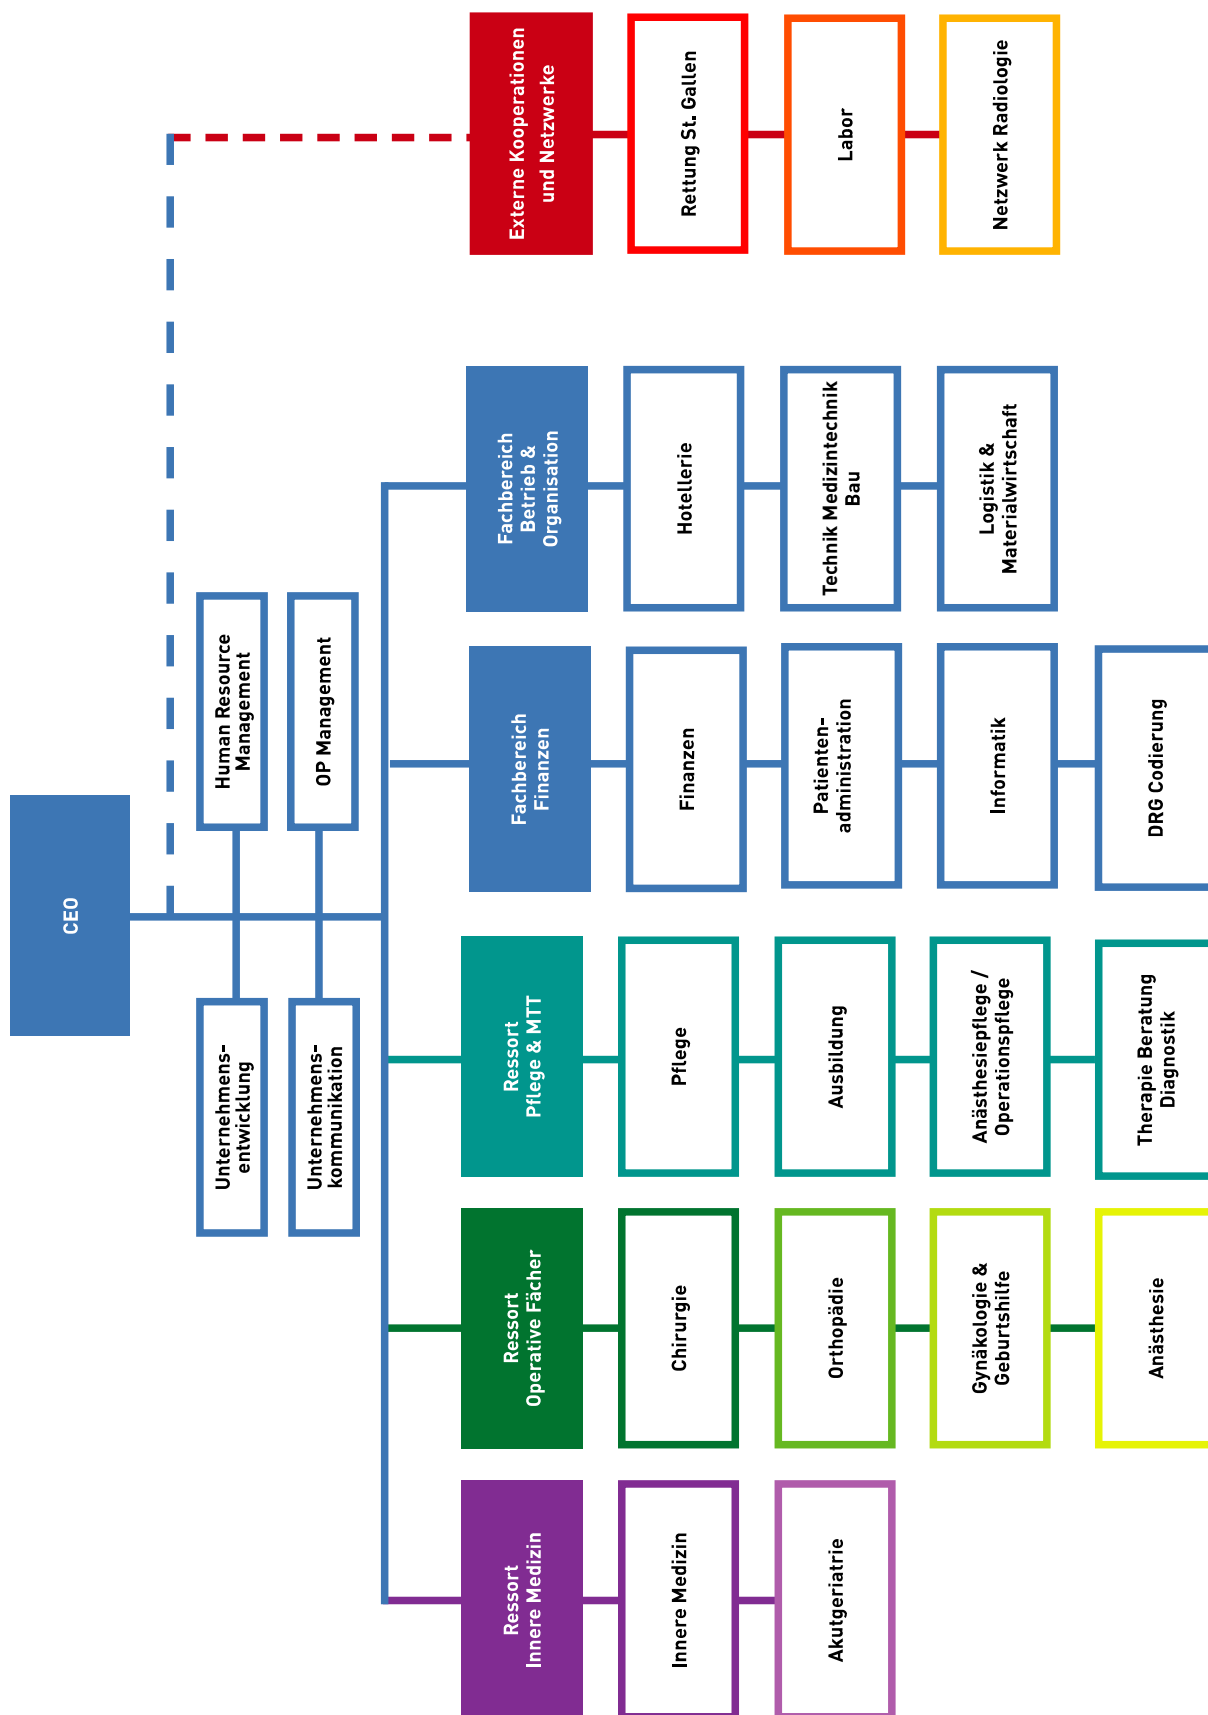 CEO
Unternehmens-
entwicklung
Human Resource
Management
Unternehmens-
kommunikation
OP Management
Ressort
Innere Medizin
Innere Medizin
Akutgeriatrie
Ressort
Operative Fächer
Chirurgie
Orthopädie
Gynäkologie &
Geburtshilfe
Anästhesie
Ressort
Pflege & MTT
Pflege
Ausbildung
Anästhesiepflege /
Operationspflege
Therapie Beratung
Diagnostik
Fachbereich
Finanzen
Finanzen
Patienten-
administration
Informatik
DRG Codierung
Fachbereich
Betrieb &
Organisation
Hotellerie
Technik Medizintechnik
Bau
Logistik &
Materialwirtschaft
Externe Kooperationen
und Netzwerke
Rettung St. Gallen
Labor
Netzwerk Radiologie